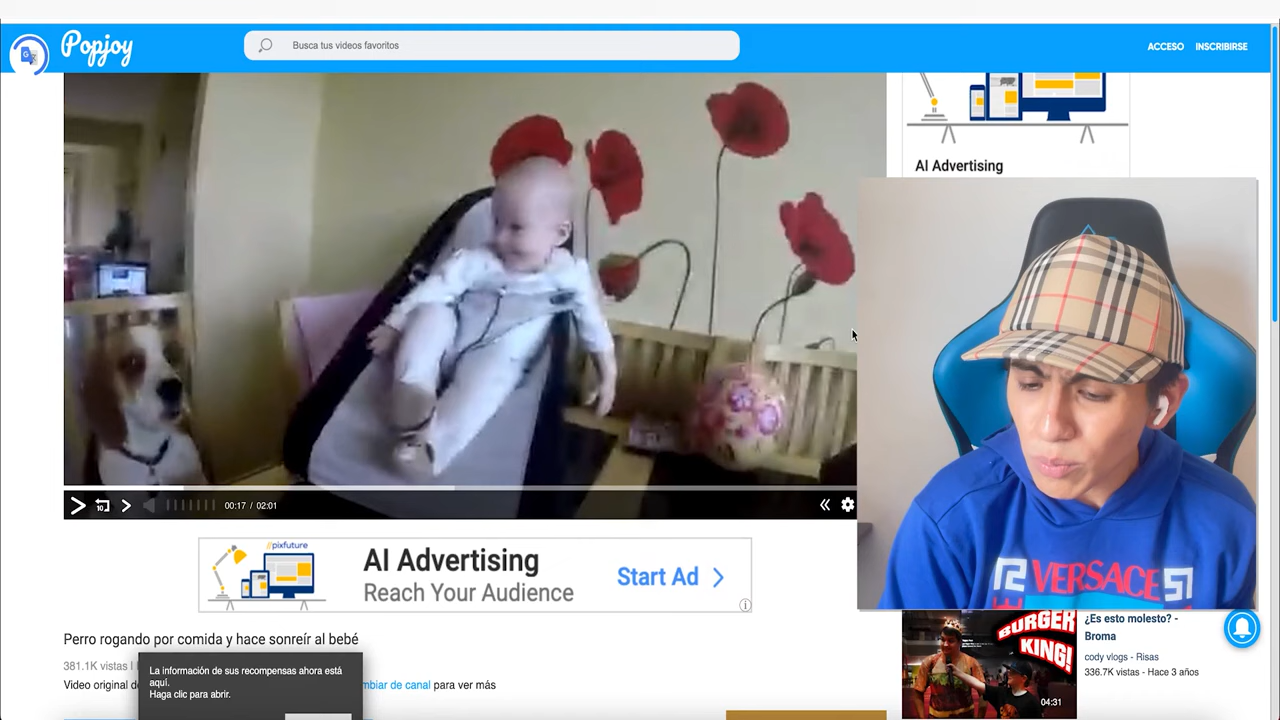 Popjoy
Busca tus videos favoritos
ACCESO
INSCRIBIRSE
AI Advertising
00:17 / 02:01
//pixfuture
AI Advertising
Reach Your Audience
Start Ad
VERSACE
Perro rogando por comida y hace sonreír al bebé
381.1K vistas
La información de sus recompensas ahora está
aquí.
Haga clic para abrir.
Video original
de canal para ver más
BURGER
KING!
04:31
¿Es esto molesto? -
Broma
cody vlogs - Risas
336.7K vistas - Hace 3 años